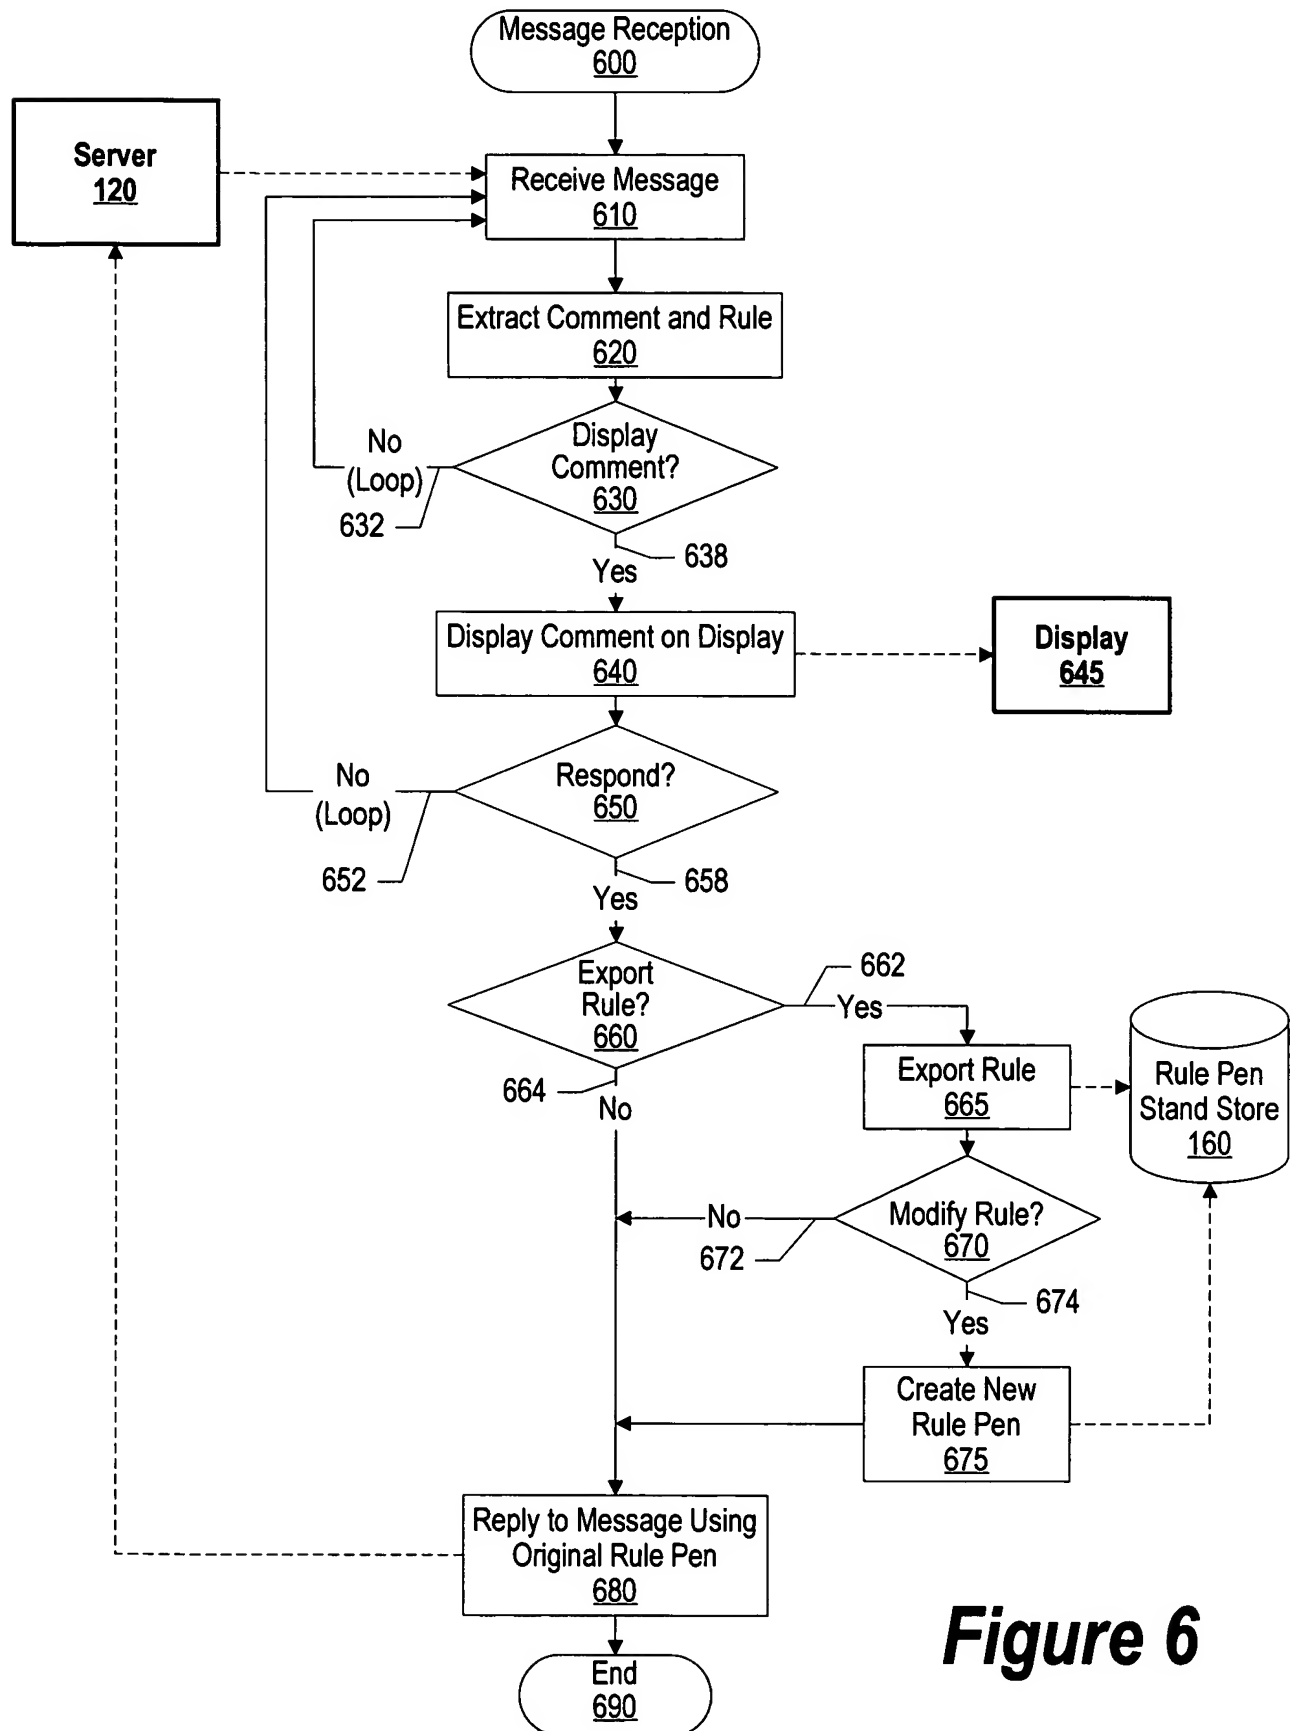 Message Reception
600
Server
120
Receive Message
610
Extract Comment and Rule
620
No
(Loop)
632
Display
Comment?
630
638
Yes
Display Comment on Display
640
Display
645
No
(Loop)
652
Respond?
650
658
Yes
Export
Rule?
660
662
Yes
664
No
Export Rule
665
Rule Pen
Stand Store
160
No
672
Modify Rule?
670
674
Yes
Create New
Rule Pen
675
Reply to Message Using
Original Rule Pen
680
End
690
Figure 6